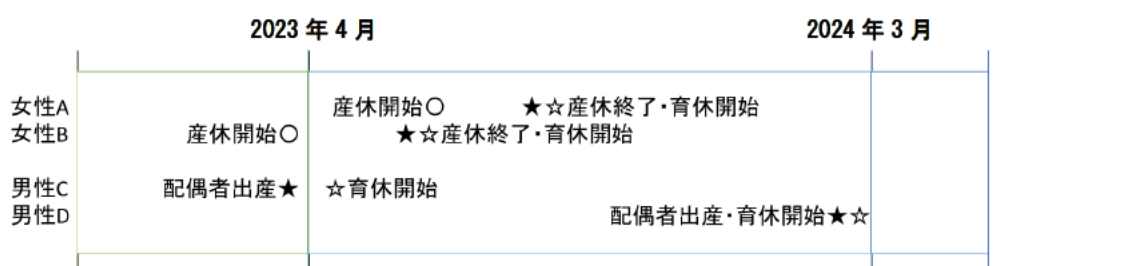 2023 年 4 月 2024 年 3 月
女性A 産休開始〇 ★☆産休終了・育休開始
女性B 産休開始〇 ★☆産休終了・育休開始
男性C 配偶者出産★ ☆育休開始
男性D 配偶者出産・育休開始★☆